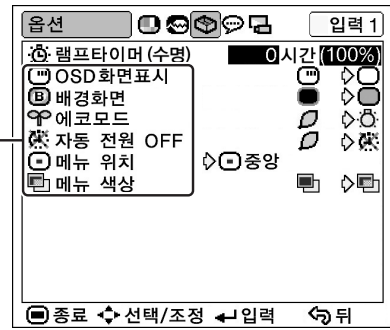 옵션 입력 1
램프타이머 (수명) 0 시간 (100%)
OSD화면표시
B 배경화면
에코모드
자동 전원 OFF
메뉴 위치 중앙
메뉴 색상
종료 선택/조정 입력 뒤